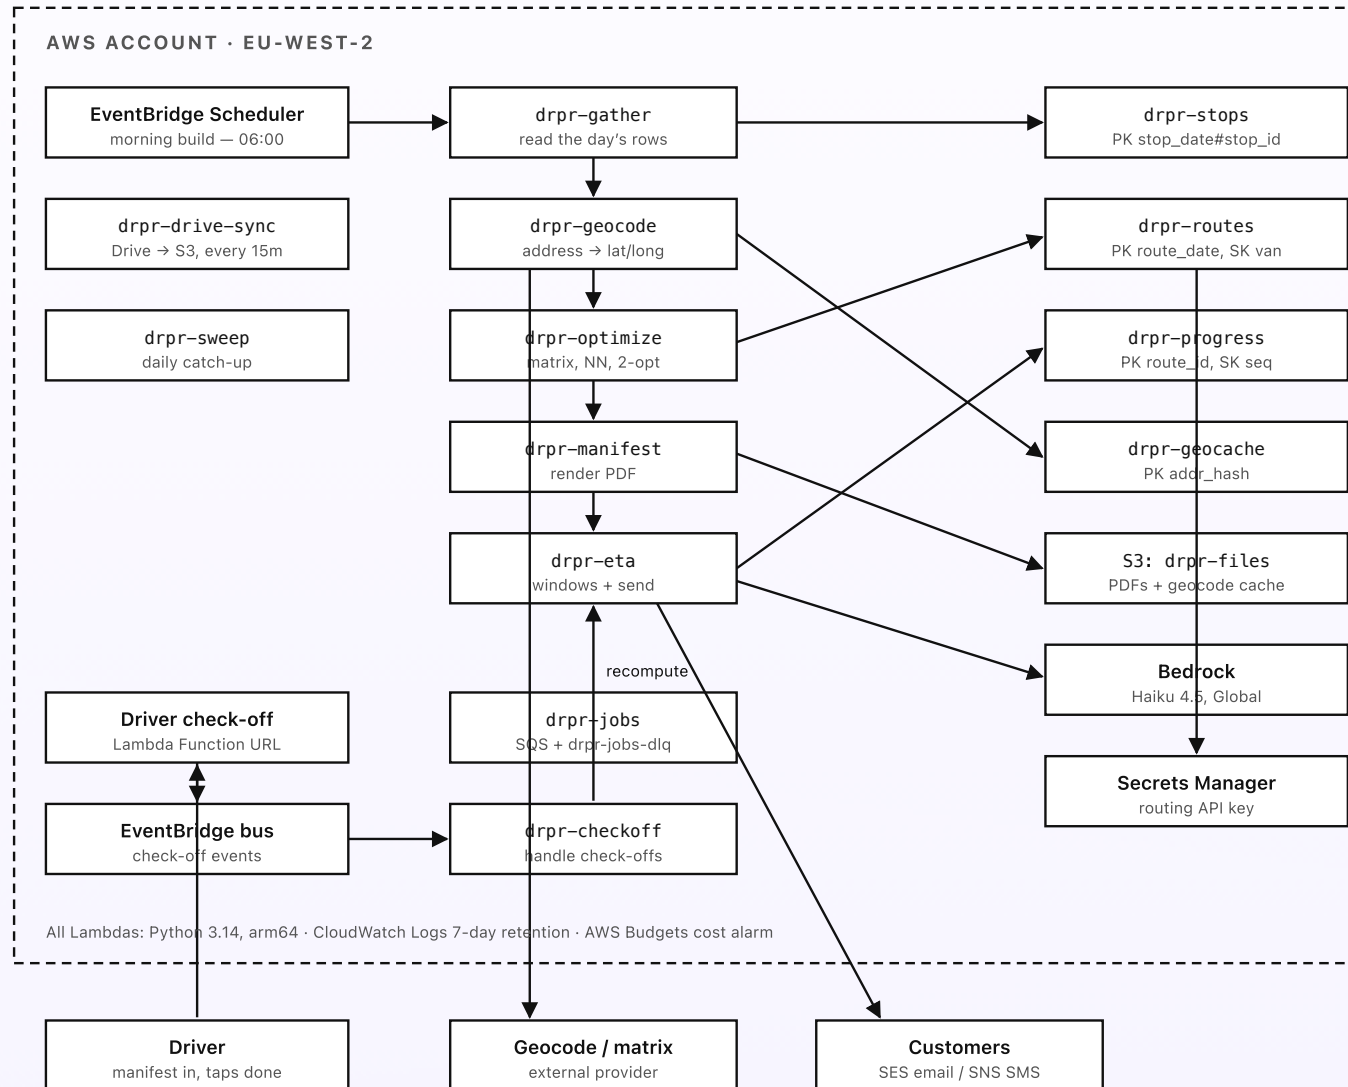 AWS ACCOUNT · EU-WEST-2
EventBridge Scheduler
morning build — 06:00
drpr-gather
read the day's rows
drpr-stops
PK stop_date#stop_id
drpr-drive-sync
Drive → S3, every 15m
drpr-geocode
address → lat/long
drpr-routes
PK route_date, SK van
drpr-sweep
daily catch-up
drpr-optimize
matrix, NN, 2-opt
drpr-progress
PK route_id, SK seq
drpr-manifest
render PDF
drpr-geocache
PK addr_hash
drpr-eta
windows + send
S3: drpr-files
PDFs + geocode cache
recompute
Bedrock
Haiku 4.5, Global
Driver check-off
Lambda Function URL
drpr-jobs
SQS + drpr-jobs-dlq
Secrets Manager
routing API key
EventBridge bus
check-off events
drpr-checkoff
handle check-offs
All Lambdas: Python 3.14, arm64 · CloudWatch Logs 7-day retention · AWS Budgets cost alarm
Driver
manifest in, taps done
Geocode / matrix
external provider
Customers
SES email / SNS SMS